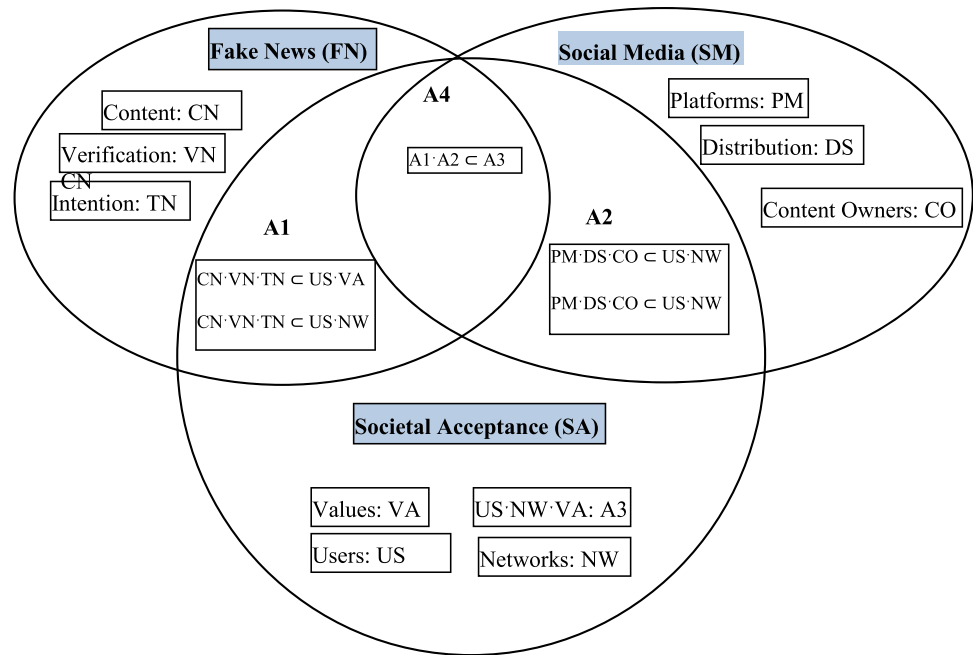 Fake News (FN)
Social Media (SM)
A4
Platforms: PM
Content: CN
Distribution: DS
Verification: VN
CN
A1·A2 ⊂ A3
Intention: TN
Content Owners: CO
A1
A2
CN·VN·TN ⊂ US·VA
CN·VN·TN ⊂ US·NW
PM·DS·CO ⊂ US·NW
PM·DS·CO ⊂ US·NW
Societal Acceptance (SA)
Values: VA
US·NW·VA: A3
Users: US
Networks: NW